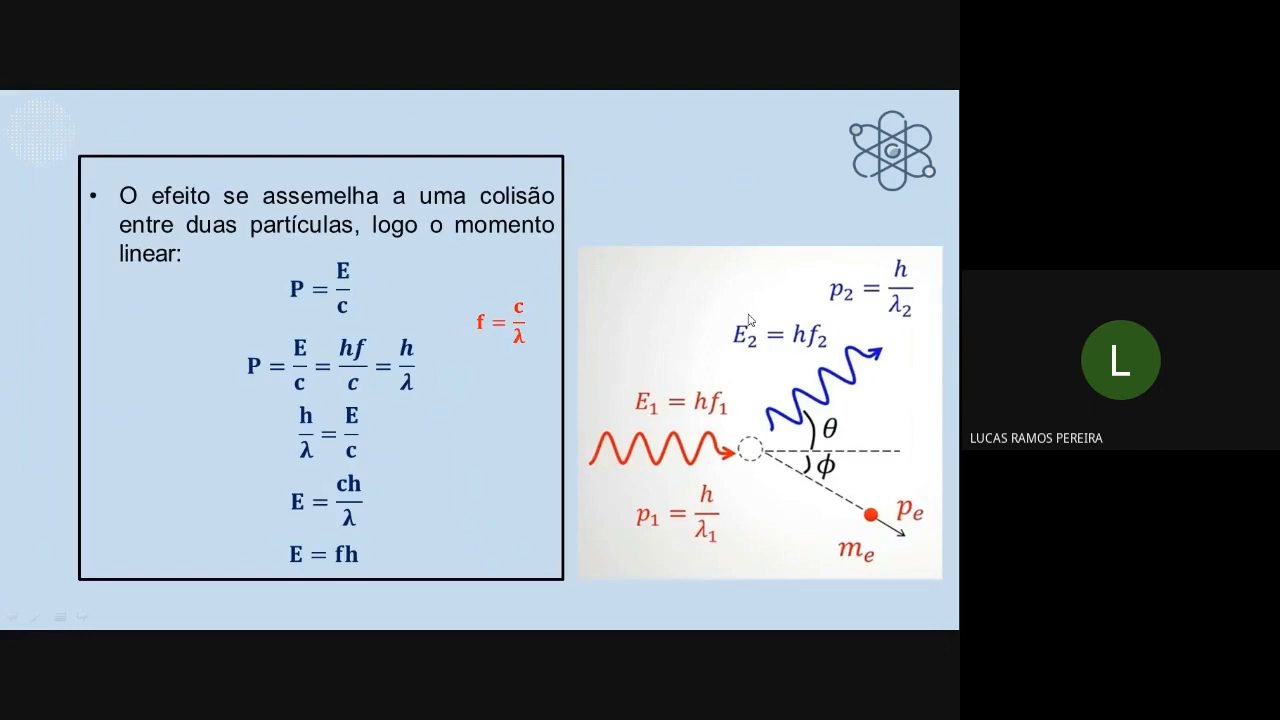 • O efeito se assemelha a uma colisão
entre duas partículas, logo o momento
linear:
P = E/c
f = c/λ
P = E/c = hf/c = h/λ
h/λ = E/c
E = ch/λ
E = fh
p₂ = h/λ₂
E₂ = hf₂
E₁ = hf₁
θ
ϕ
p₁ = h/λ₁
pₑ
mₑ
L
LUCAS RAMOS PEREIRA